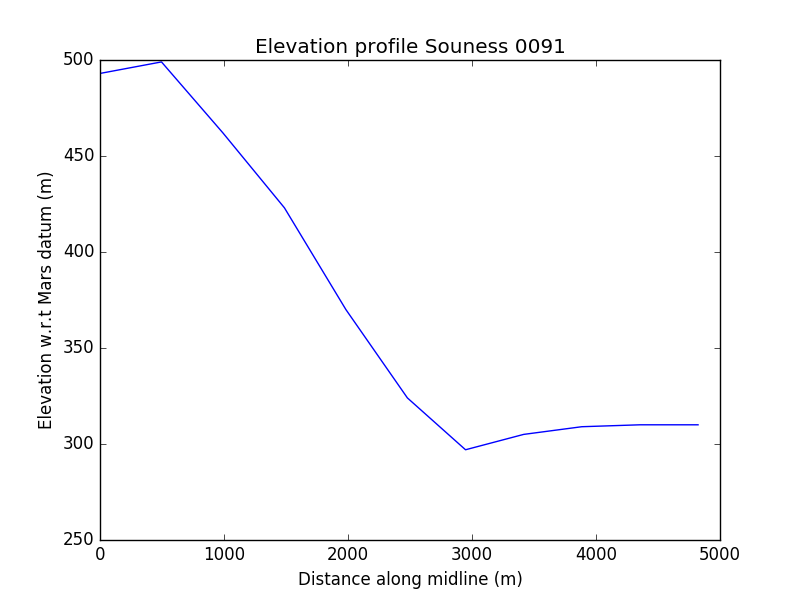 Elevation profile Souness 0091
500
450
400
350
300
250
Elevation w.r.t Mars datum (m)
0 1000 2000 3000 4000 5000
Distance along midline (m)